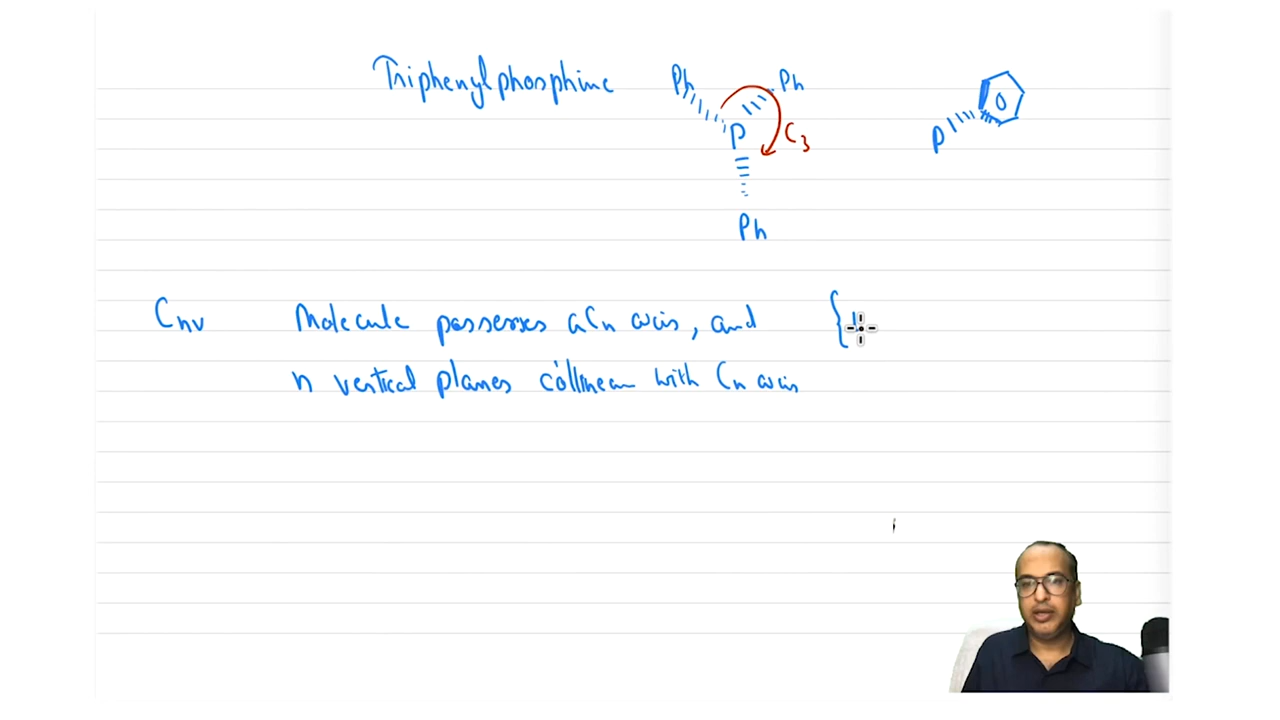 Triphenylphosphine
Ph Ph
P C3
Ph
P
Cnv Molecule possesses a Cn axis, and {
n vertical planes collinear with Cn axis